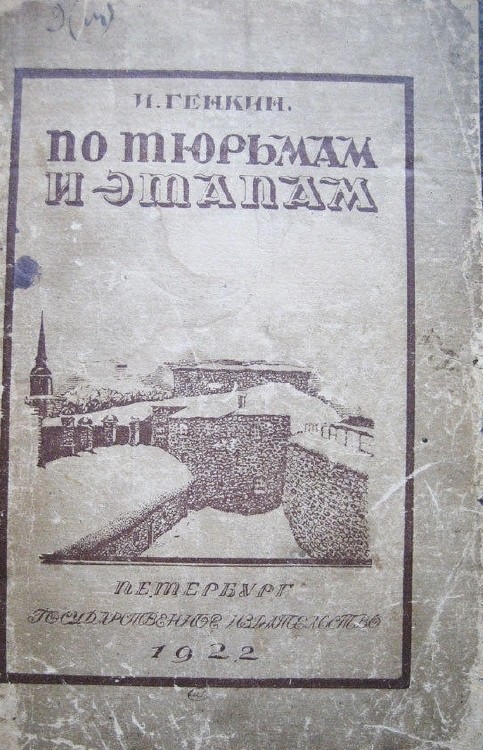 И. ГЕНКИН.
ПО ТЮРЬМАМ
И ЭТАПАМ
ПЕТЕРБУРГ
ГОСУДАРСТВЕННОЕ ИЗДАТЕЛЬСТВО
1922